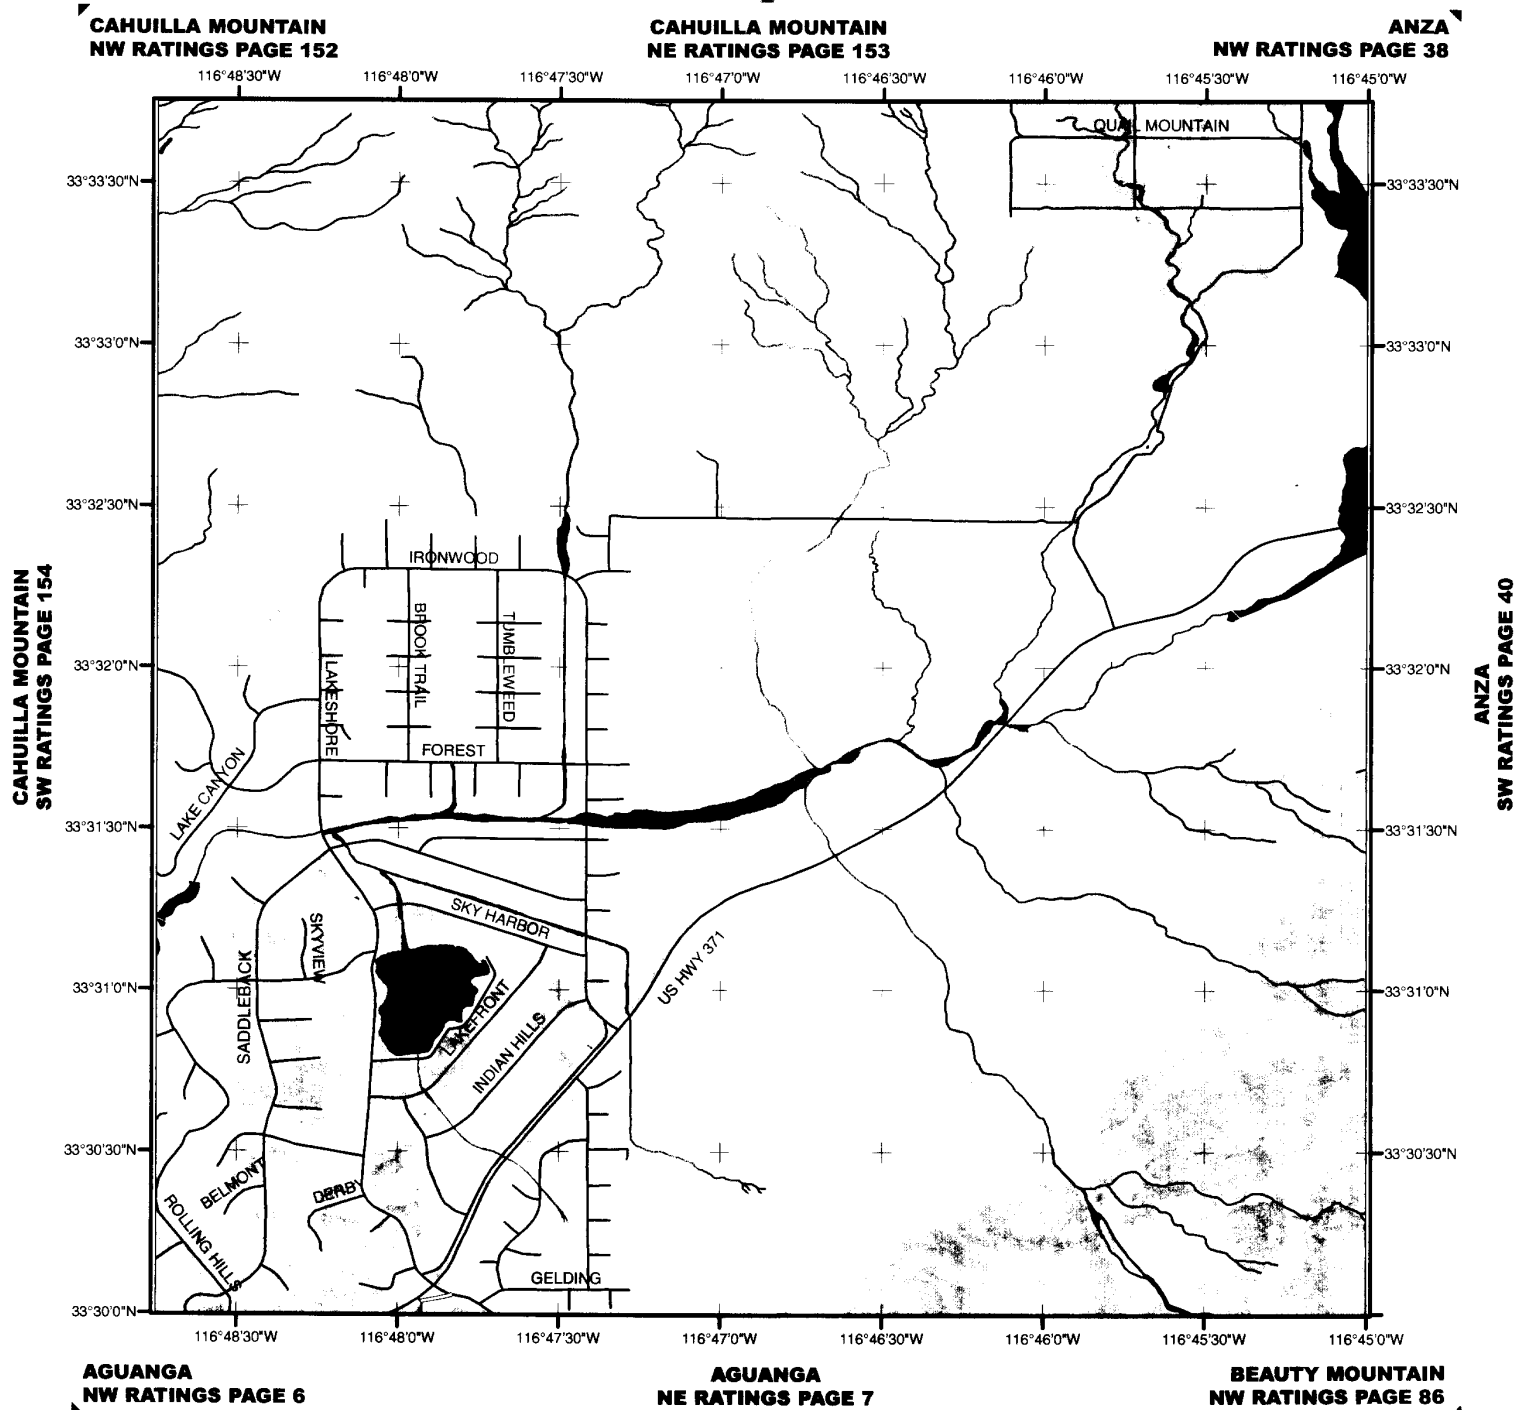 CAHUILLA MOUNTAIN
NW RATINGS PAGE 152
CAHUILLA MOUNTAIN
NE RATINGS PAGE 153
ANZA
NW RATINGS PAGE 38
116°48'30"W
116°48'0"W
116°47'30"W
116°47'0"W
116°46'30"W
116°46'0"W
116°45'30"W
116°45'0"W
QUAIL MOUNTAIN
33°33'30"N
33°33'30"N
33°33'0"N
33°33'0"N
33°32'30"N
33°32'30"N
IRONWOOD
CAHUILLA MOUNTAIN
SW RATINGS PAGE 154
ANZA
SW RATINGS PAGE 40
BROOK TRAIL
TUMBLEWEED
33°32'0"N
33°32'0"N
LAKESHORE
FOREST
LAKE CANYON
33°31'30"N
33°31'30"N
SKY HARBOR
SKYVIEW
SADDLEBACK
US HWY 371
33°31'0"N
33°31'0"N
LAKEFRONT
INDIAN HILLS
33°30'30"N
33°30'30"N
BELMONT
DERBY
ROLLING HILLS
GELDING
33°30'0"N
116°48'30"W
116°48'0"W
116°47'30"W
116°47'0"W
116°46'30"W
116°46'0"W
116°45'30"W
116°45'0"W
AGUANGA
NW RATINGS PAGE 6
AGUANGA
NE RATINGS PAGE 7
BEAUTY MOUNTAIN
NW RATINGS PAGE 86